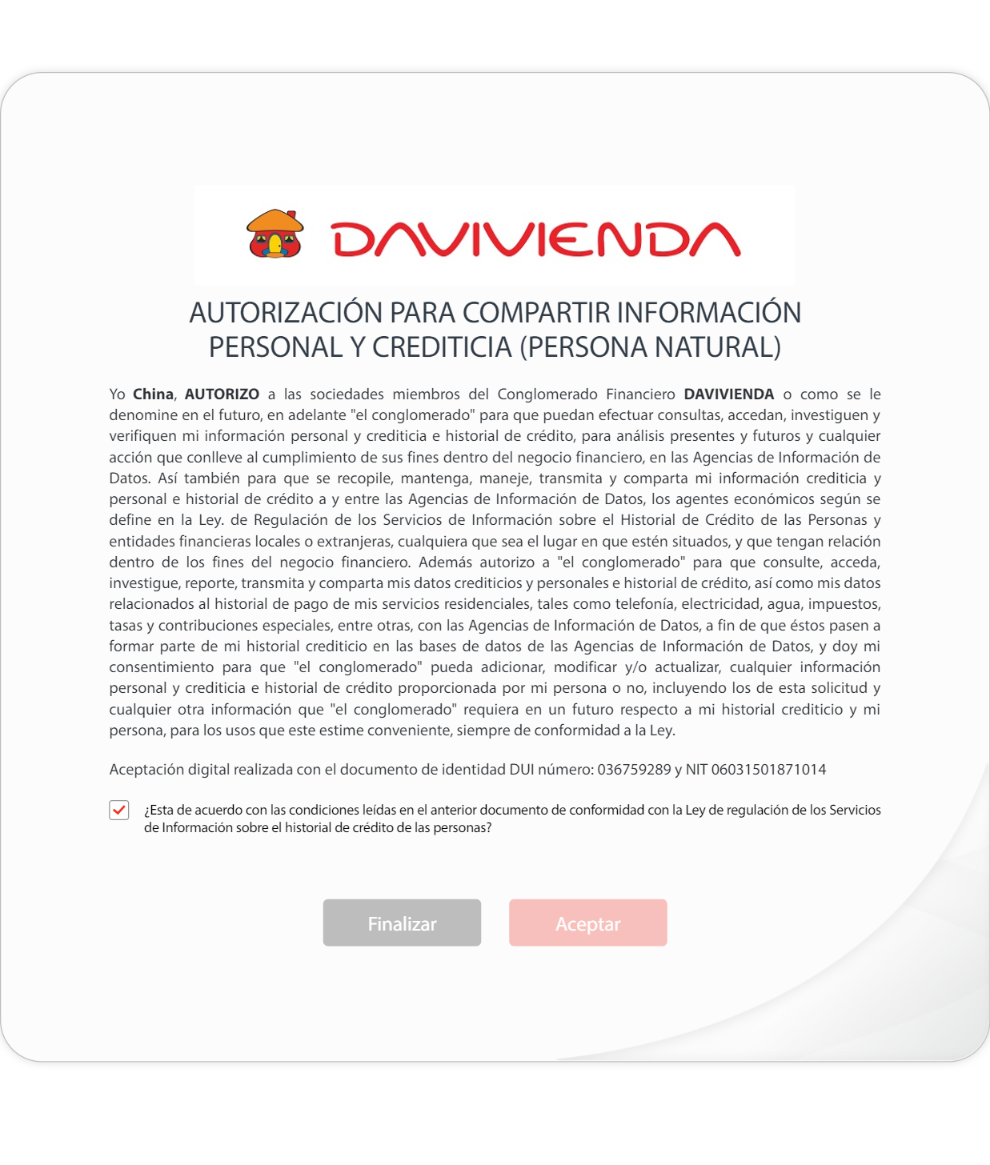 DAVIVIENDA
AUTORIZACIÓN PARA COMPARTIR INFORMACIÓN
PERSONAL Y CREDITICIA (PERSONA NATURAL)
Yo China, AUTORIZO a las sociedades miembros del Conglomerado Financiero DAVIVIENDA o como se le
denomine en el futuro, en adelante "el conglomerado" para que puedan efectuar consultas, accedan, investiguen y
verifiquen mi información personal y crediticia e historial de crédito, para análisis presentes y futuros y cualquier
acción que conlleve al cumplimiento de sus fines dentro del negocio financiero, en las Agencias de Información de
Datos. Así también para que se recopile, mantenga, maneje, transmita y comparta mi información crediticia y
personal e historial de crédito a y entre las Agencias de Información de Datos, los agentes económicos según se
define en la Ley. de Regulación de los Servicios de Información sobre el Historial de Crédito de las Personas y
entidades financieras locales o extranjeras, cualquiera que sea el lugar en que estén situados, y que tengan relación
dentro de los fines del negocio financiero. Además autorizo a "el conglomerado" para que consulte, acceda,
investigue, reporte, transmita y comparta mis datos crediticios y personales e historial de crédito, así como mis datos
relacionados al historial de pago de mis servicios residenciales, tales como telefonía, electricidad, agua, impuestos,
tasas y contribuciones especiales, entre otras, con las Agencias de Información de Datos, a fin de que éstos pasen a
formar parte de mi historial crediticio en las bases de datos de las Agencias de Información de Datos, y doy mi
consentimiento para que "el conglomerado" pueda adicionar, modificar y/o actualizar, cualquier información
personal y crediticia e historial de crédito proporcionada por mi persona o no, incluyendo los de esta solicitud y
cualquier otra información que "el conglomerado" requiera en un futuro respecto a mi historial crediticio y mi
persona, para los usos que este estime conveniente, siempre de conformidad a la Ley.
Aceptación digital realizada con el documento de identidad DUI número: 036759289 y NIT 06031501871014
¿Esta de acuerdo con las condiciones leídas en el anterior documento de conformidad con la Ley de regulación de los Servicios
de Información sobre el historial de crédito de las personas?
Finalizar
Aceptar